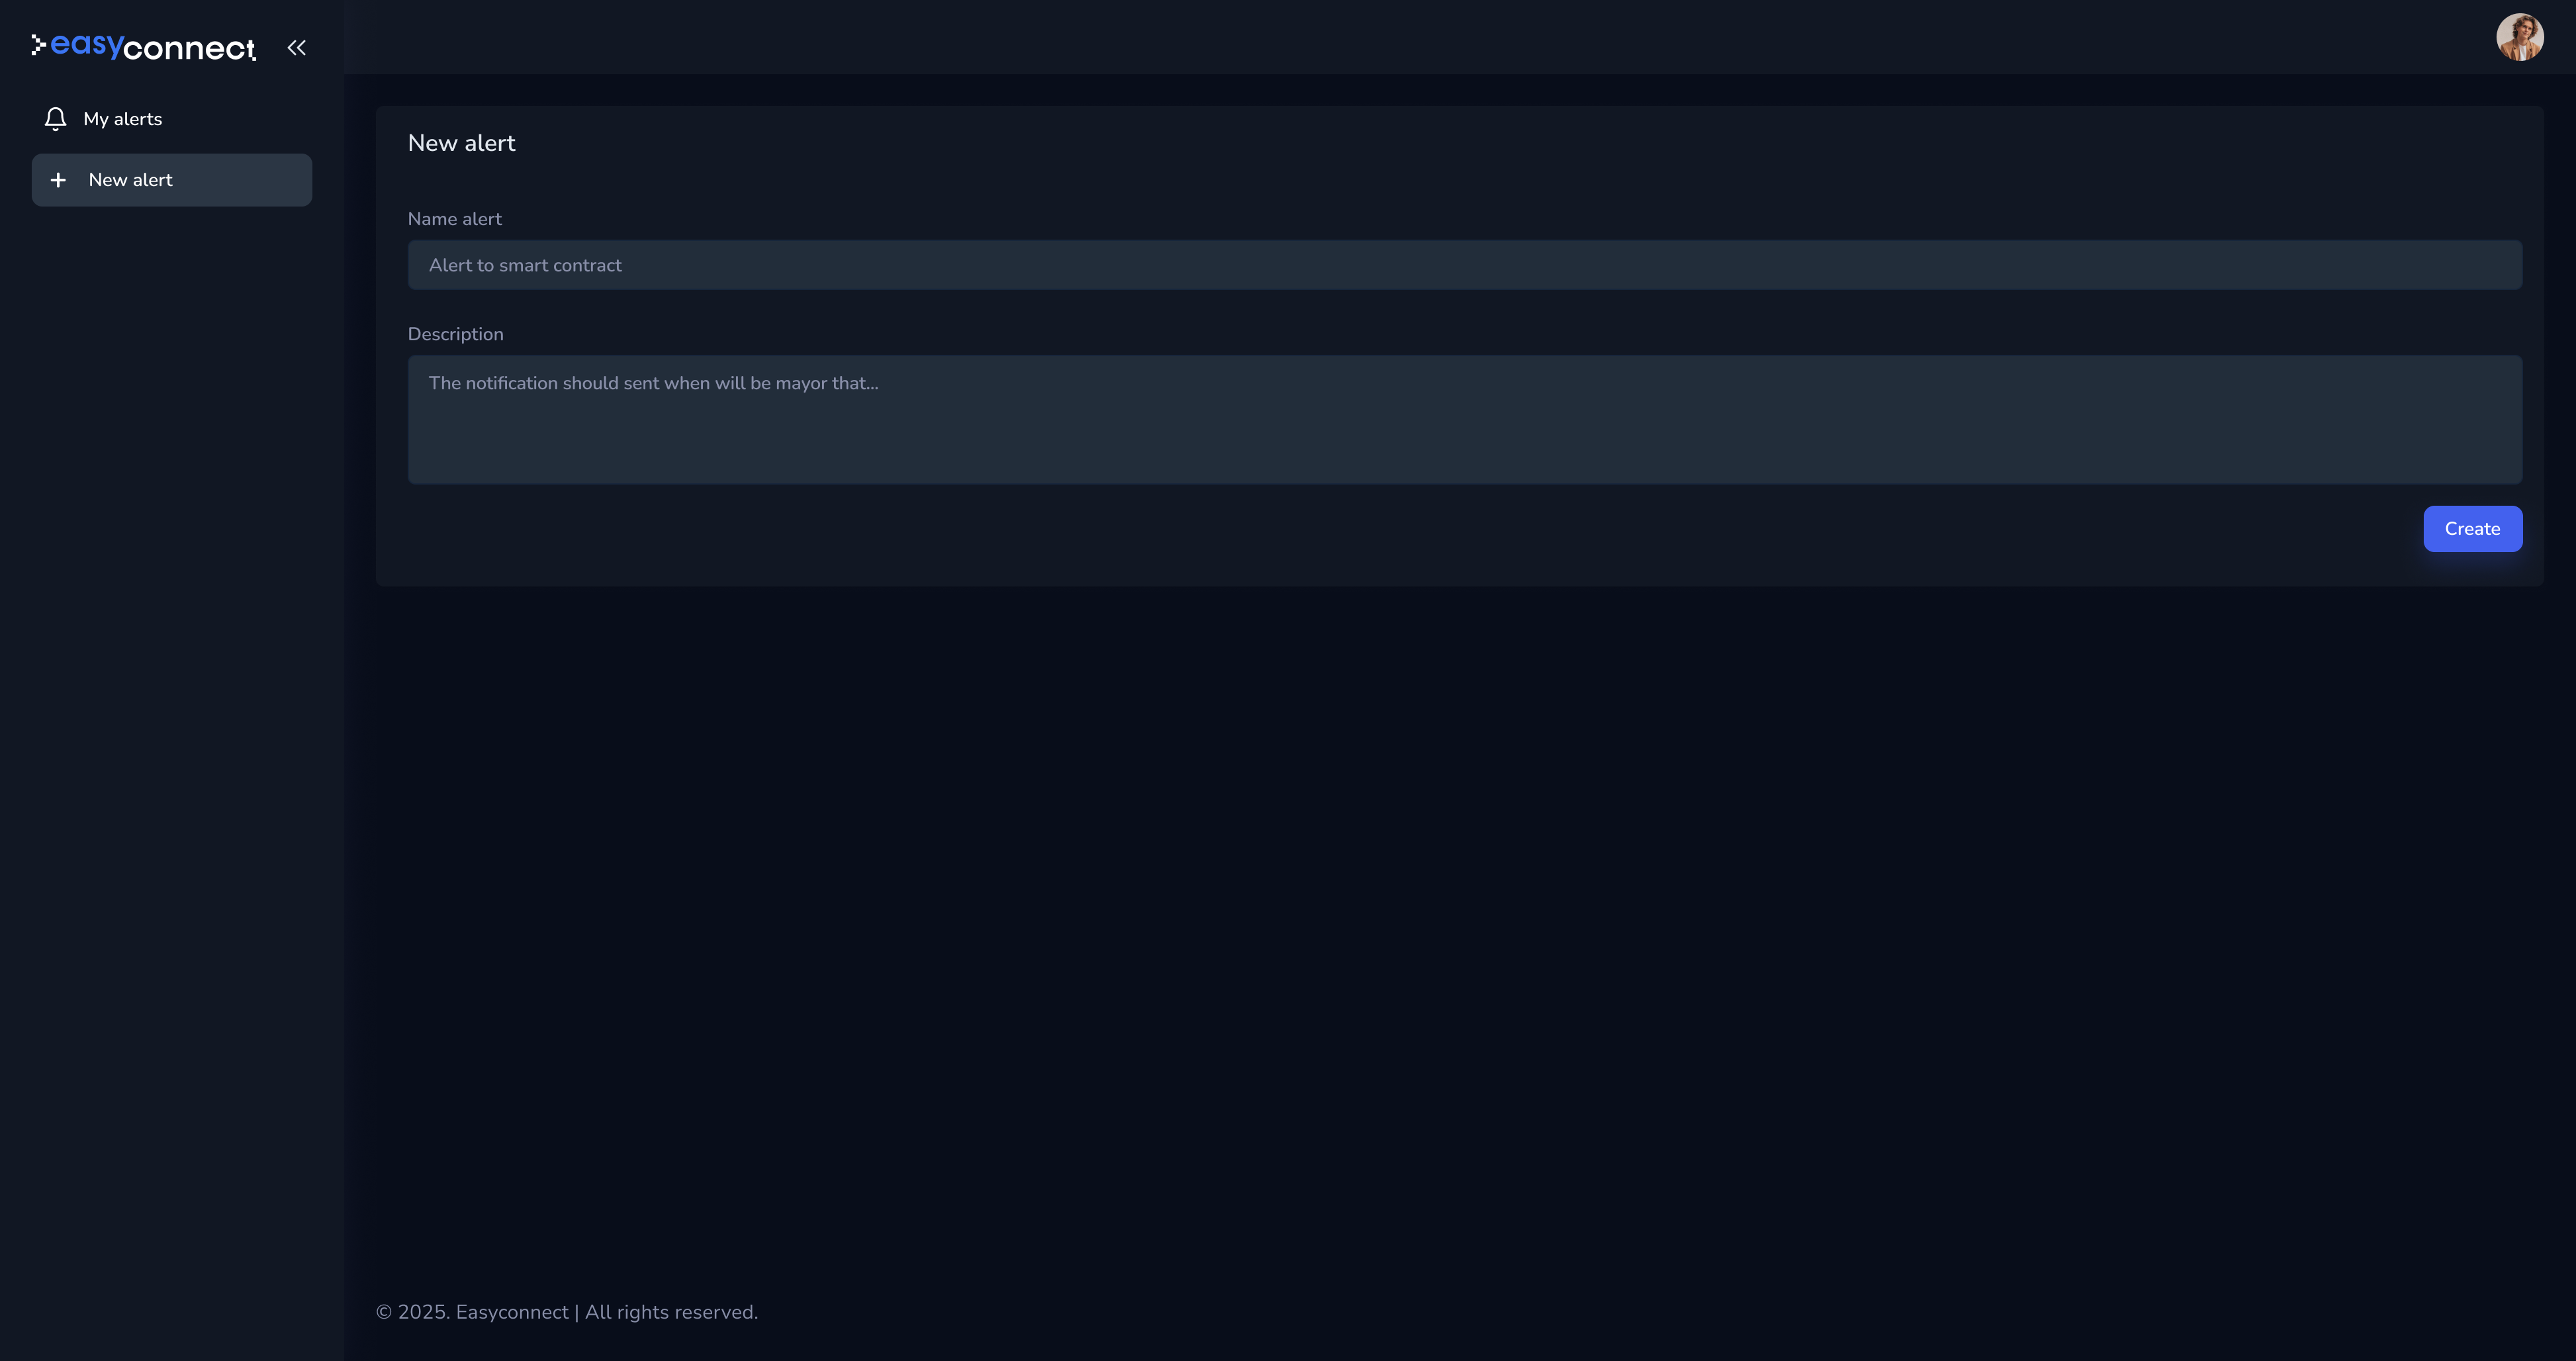 easyconnect
My alerts
New alert
New alert
Name alert
Alert to smart contract
Description
The notification should sent when will be mayor that...
Create
© 2025. Easyconnect | All rights reserved.